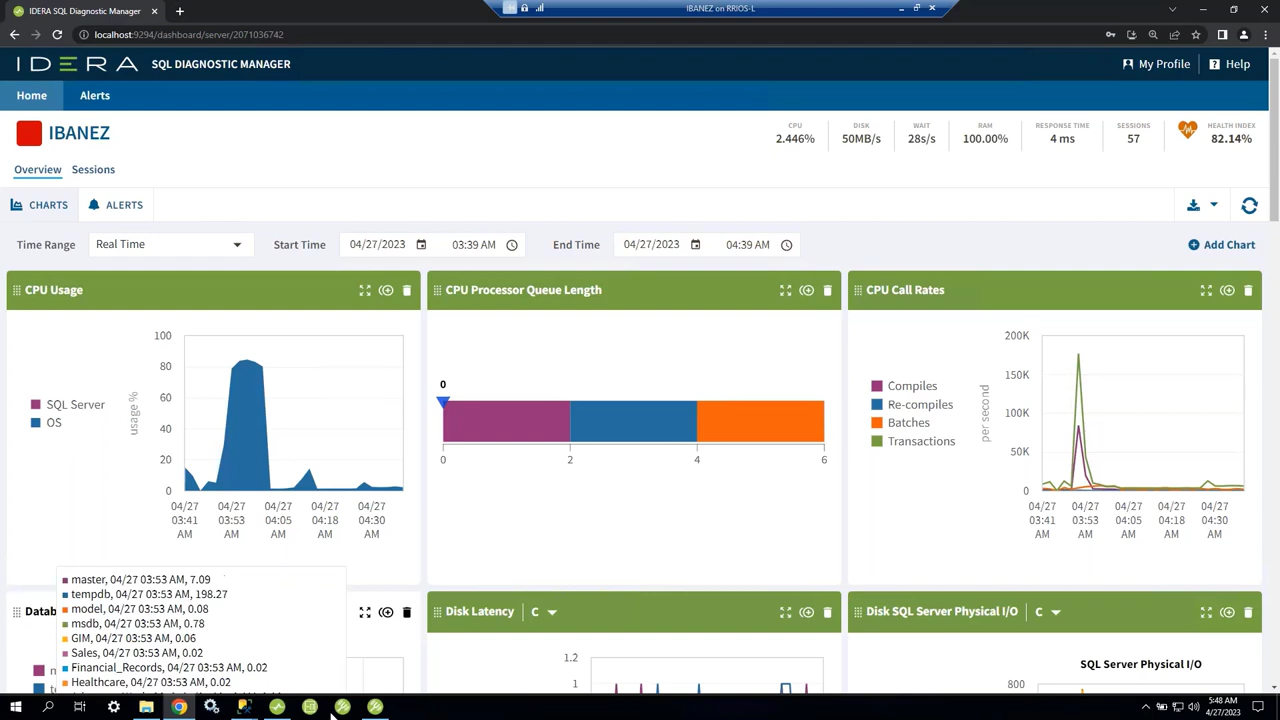 IDERA SQL Diagnostic Manager
IBANEZ on RRIOS-L
localhost:9294/dashboard/server/2071036742
IDERA SQL DIAGNOSTIC MANAGER
My Profile
Help
Home
Alerts
IBANEZ
CPU
2.446%
DISK
50MB/s
WAIT
28s/s
RAM
100.00%
RESPONSE TIME
4 ms
SESSIONS
57
HEALTH INDEX
82.14%
Overview
Sessions
CHARTS
ALERTS
Time Range
Real Time
Start Time
04/27/2023
03:39 AM
End Time
04/27/2023
04:39 AM
Add Chart
CPU Usage
CPU Processor Queue Length
CPU Call Rates
SQL Server
OS
usage %
100
80
60
40
20
0
04/27 03:41 AM
04/27 03:53 AM
04/27 04:05 AM
04/27 04:18 AM
04/27 04:30 AM
0
0
2
4
6
Compiles
Re-compiles
Batches
Transactions
per second
200K
150K
100K
50K
0
04/27 03:41 AM
04/27 03:53 AM
04/27 04:05 AM
04/27 04:18 AM
04/27 04:30 AM
master, 04/27 03:53 AM, 7.09
tempdb, 04/27 03:53 AM, 198.27
model, 04/27 03:53 AM, 0.08
msdb, 04/27 03:53 AM, 0.78
GIM, 04/27 03:53 AM, 0.06
Sales, 04/27 03:53 AM, 0.02
Financial_Records, 04/27 03:53 AM, 0.02
Healthcare, 04/27 03:53 AM, 0.02
Disk Latency
C
1.2
1
Disk SQL Server Physical I/O
C
SQL Server Physical I/O
800
5:48 AM
4/27/2023